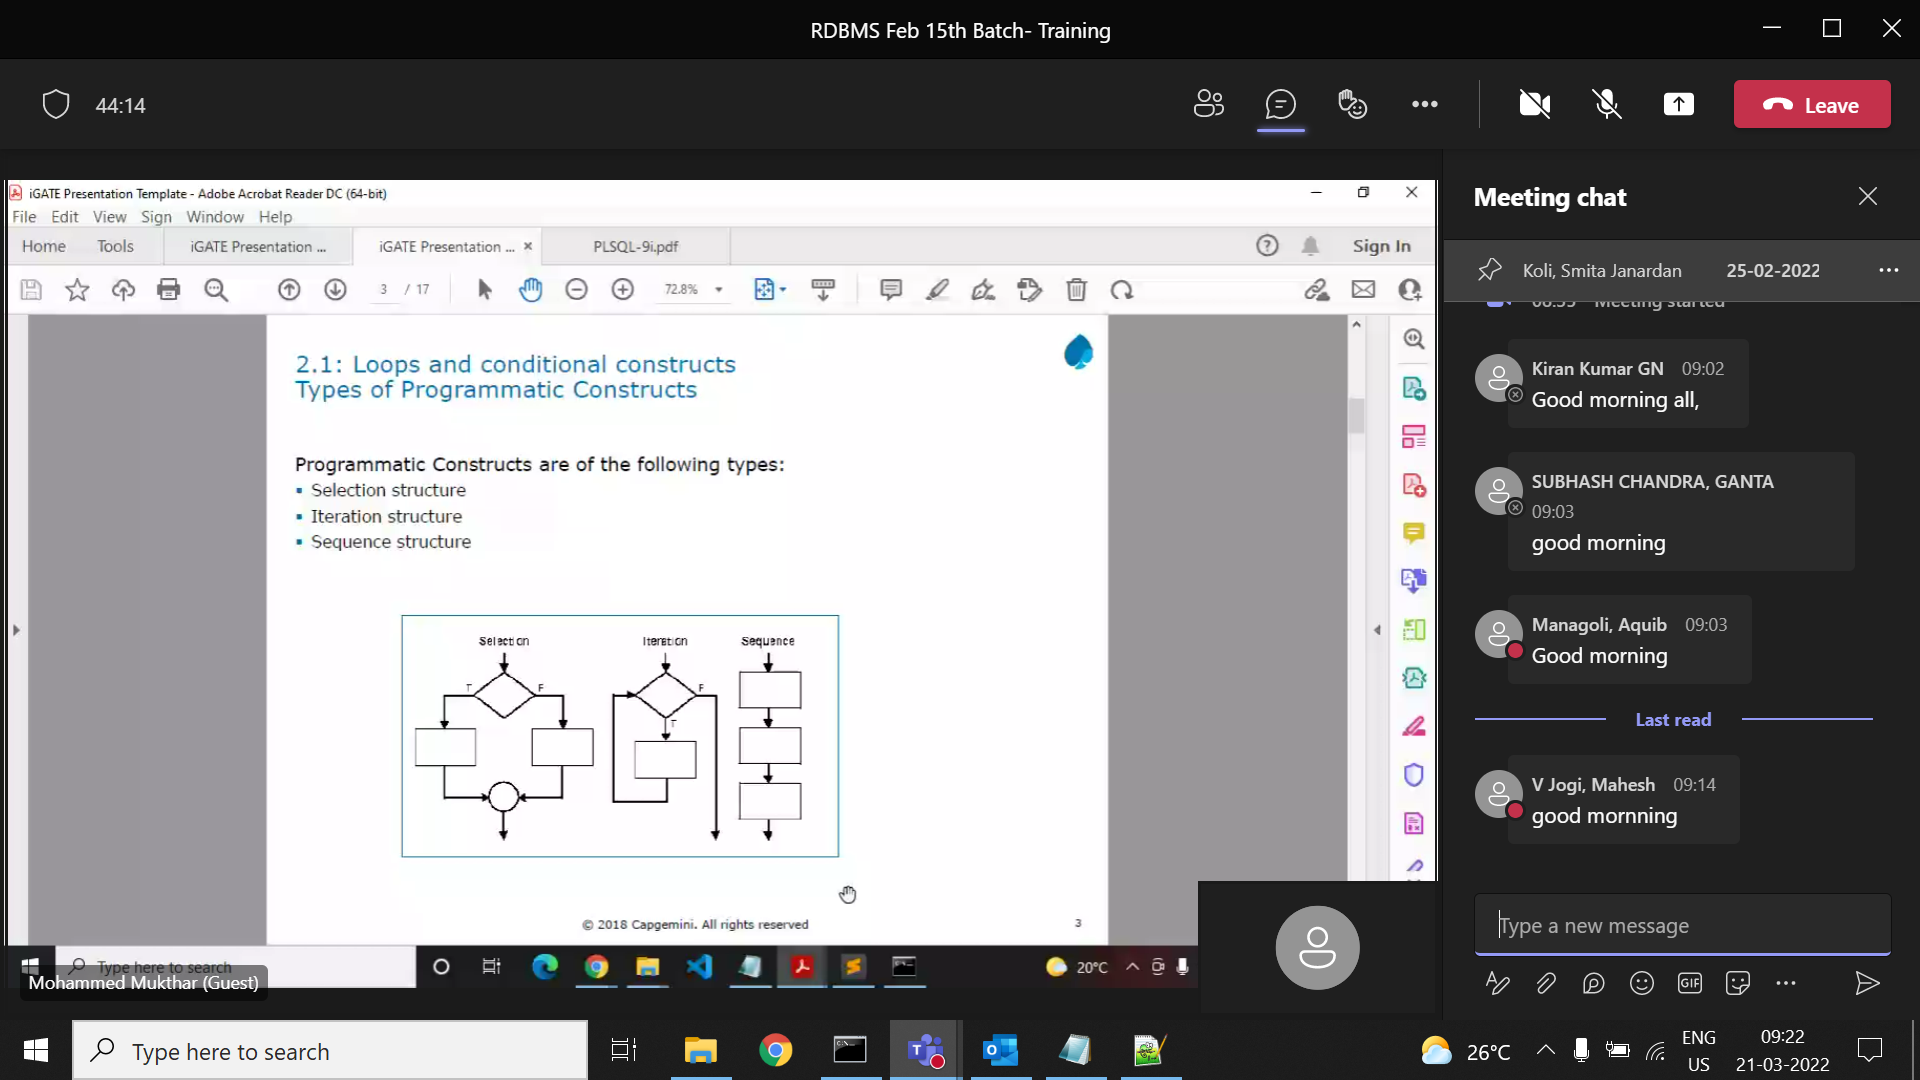 RDBMS Feb 15th Batch- Training
44:14
Leave
iGATE Presentation Template - Adobe Acrobat Reader DC (64-bit)
File Edit View Sign Window Help
Home Tools iGATE Presentation ... iGATE Presentation ... PLSQL-9i.pdf Sign In
3 / 17 72.8%
2.1: Loops and conditional constructs
Types of Programmatic Constructs
Programmatic Constructs are of the following types:
▪ Selection structure
▪ Iteration structure
▪ Sequence structure
Selection Iteration Sequence
T F F
T
© 2018 Capgemini. All rights reserved 3
Type here to search
20°C
Mohammed Mukthar (Guest)
Meeting chat
Koli, Smita Janardan 25-02-2022
08:53 Meeting started
Kiran Kumar GN 09:02
Good morning all,
SUBHASH CHANDRA, GANTA
09:03
good morning
Managoli, Aquib 09:03
Good morning
Last read
V Jogi, Mahesh 09:14
good mornning
Type a new message
GIF
Type here to search
26°C
ENG
US
09:22
21-03-2022